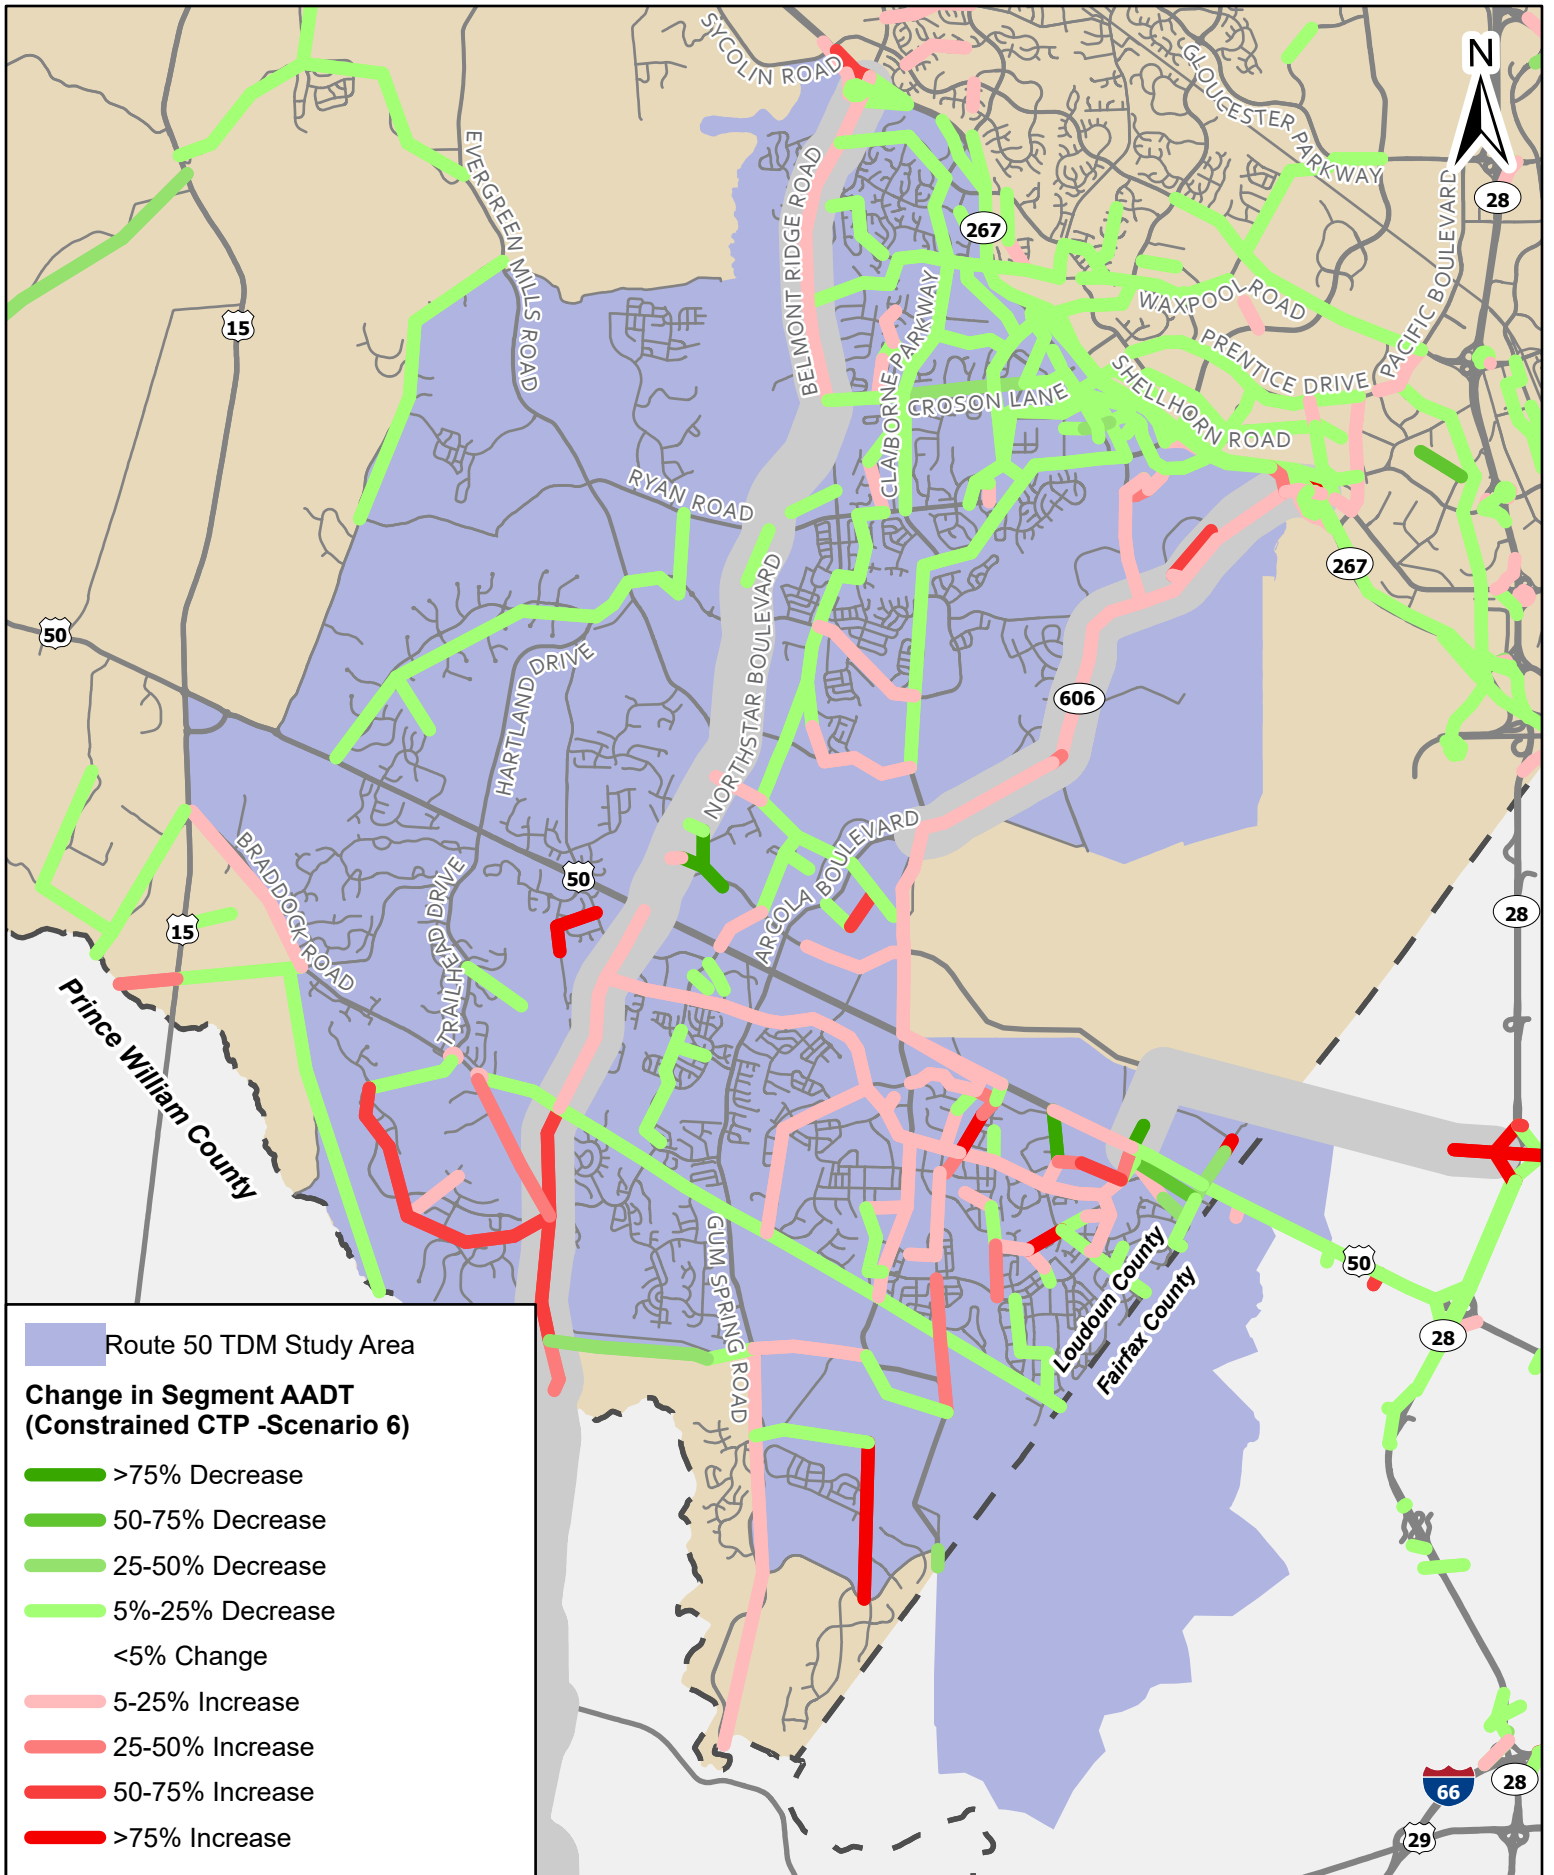 SYCOLIN ROAD
GLOUCESTER PARKWAY
N
28
EVERGREEN MILLS ROAD
BELMONT RIDGE ROAD
267
PACIFIC BOULEVARD
15
CLAIBORNE PARKWAY
WAXPOOL ROAD
PRENTICE DRIVE
SHELLHORN ROAD
CROSON LANE
RYAN ROAD
267
50
NORTHSTAR BOULEVARD
HARTLAND DRIVE
606
ARCOLA BOULEVARD
BRADDOCK ROAD
50
TRAILHEAD DRIVE
28
15
Prince William County
GUM SPRING ROAD
Loudoun County
Fairfax County
50
28
Route 50 TDM Study Area
Change in Segment AADT
(Constrained CTP -Scenario 6)
>75% Decrease
50-75% Decrease
25-50% Decrease
5%-25% Decrease
<5% Change
5-25% Increase
25-50% Increase
50-75% Increase
>75% Increase
66
28
29